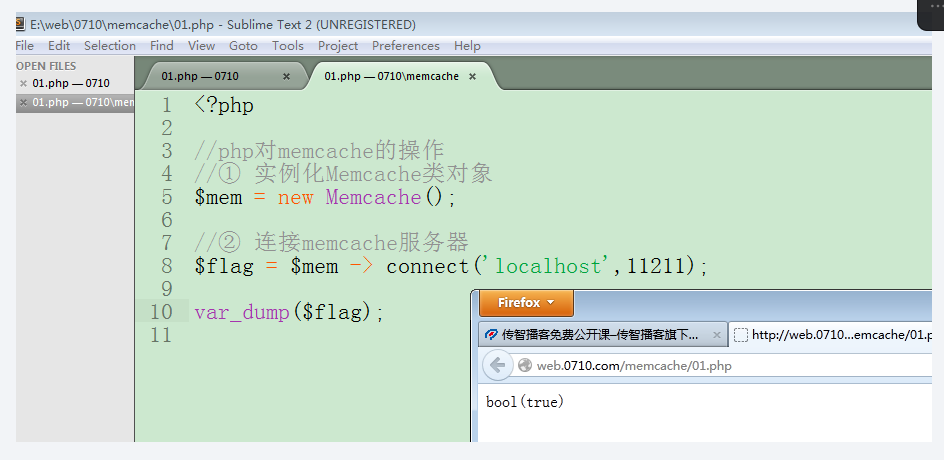 E:\web\0710\memcache\01.php - Sublime Text 2 (UNREGISTERED)
File Edit Selection Find View Goto Tools Project Preferences Help
OPEN FILES
× 01.php — 0710
× 01.php — 0710\mem
01.php — 0710 ×
01.php — 0710\memcache ×
1 <?php
2
3 //php对memcache的操作
4 //① 实例化Memcache类对象
5 $mem = new Memcache();
6
7 //② 连接memcache服务器
8 $flag = $mem -> connect('localhost',11211);
9
10 var_dump($flag);
11
Firefox
传智播客免费公开课–传智播客旗下... ×
http://web.0710...emcache/01.p
web.0710.com/memcache/01.php
bool(true)